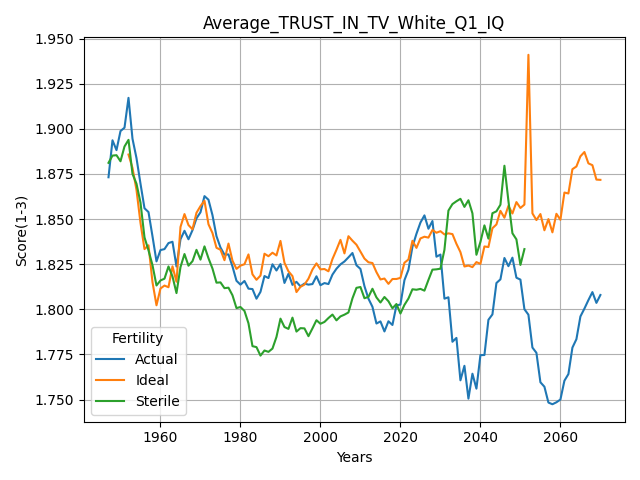 Average_TRUST_IN_TV_White_Q1_IQ
1.950
1.925
1.900
1.875
1.850
1.825
1.800
1.775
1.750
Score(1-3)
Fertility
Actual
Ideal
Sterile
1960 1980 2000 2020 2040 2060
Years